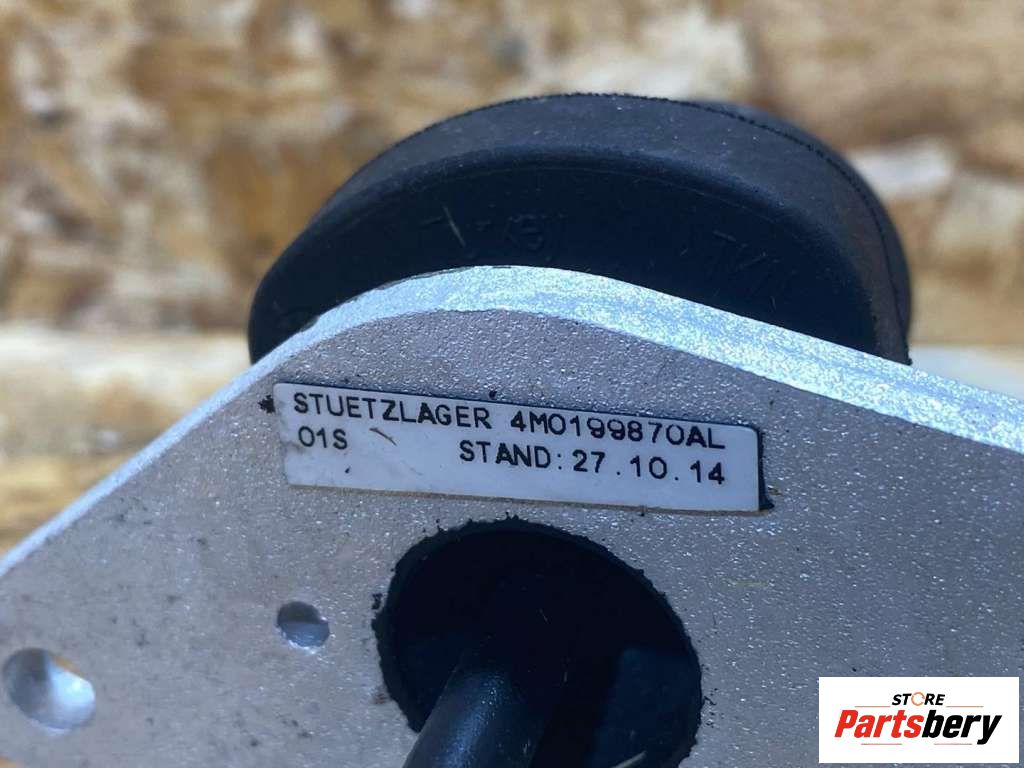 STUETZLAGER 4M0199870AL
01S STAND: 27.10.14
STORE
Partsbery